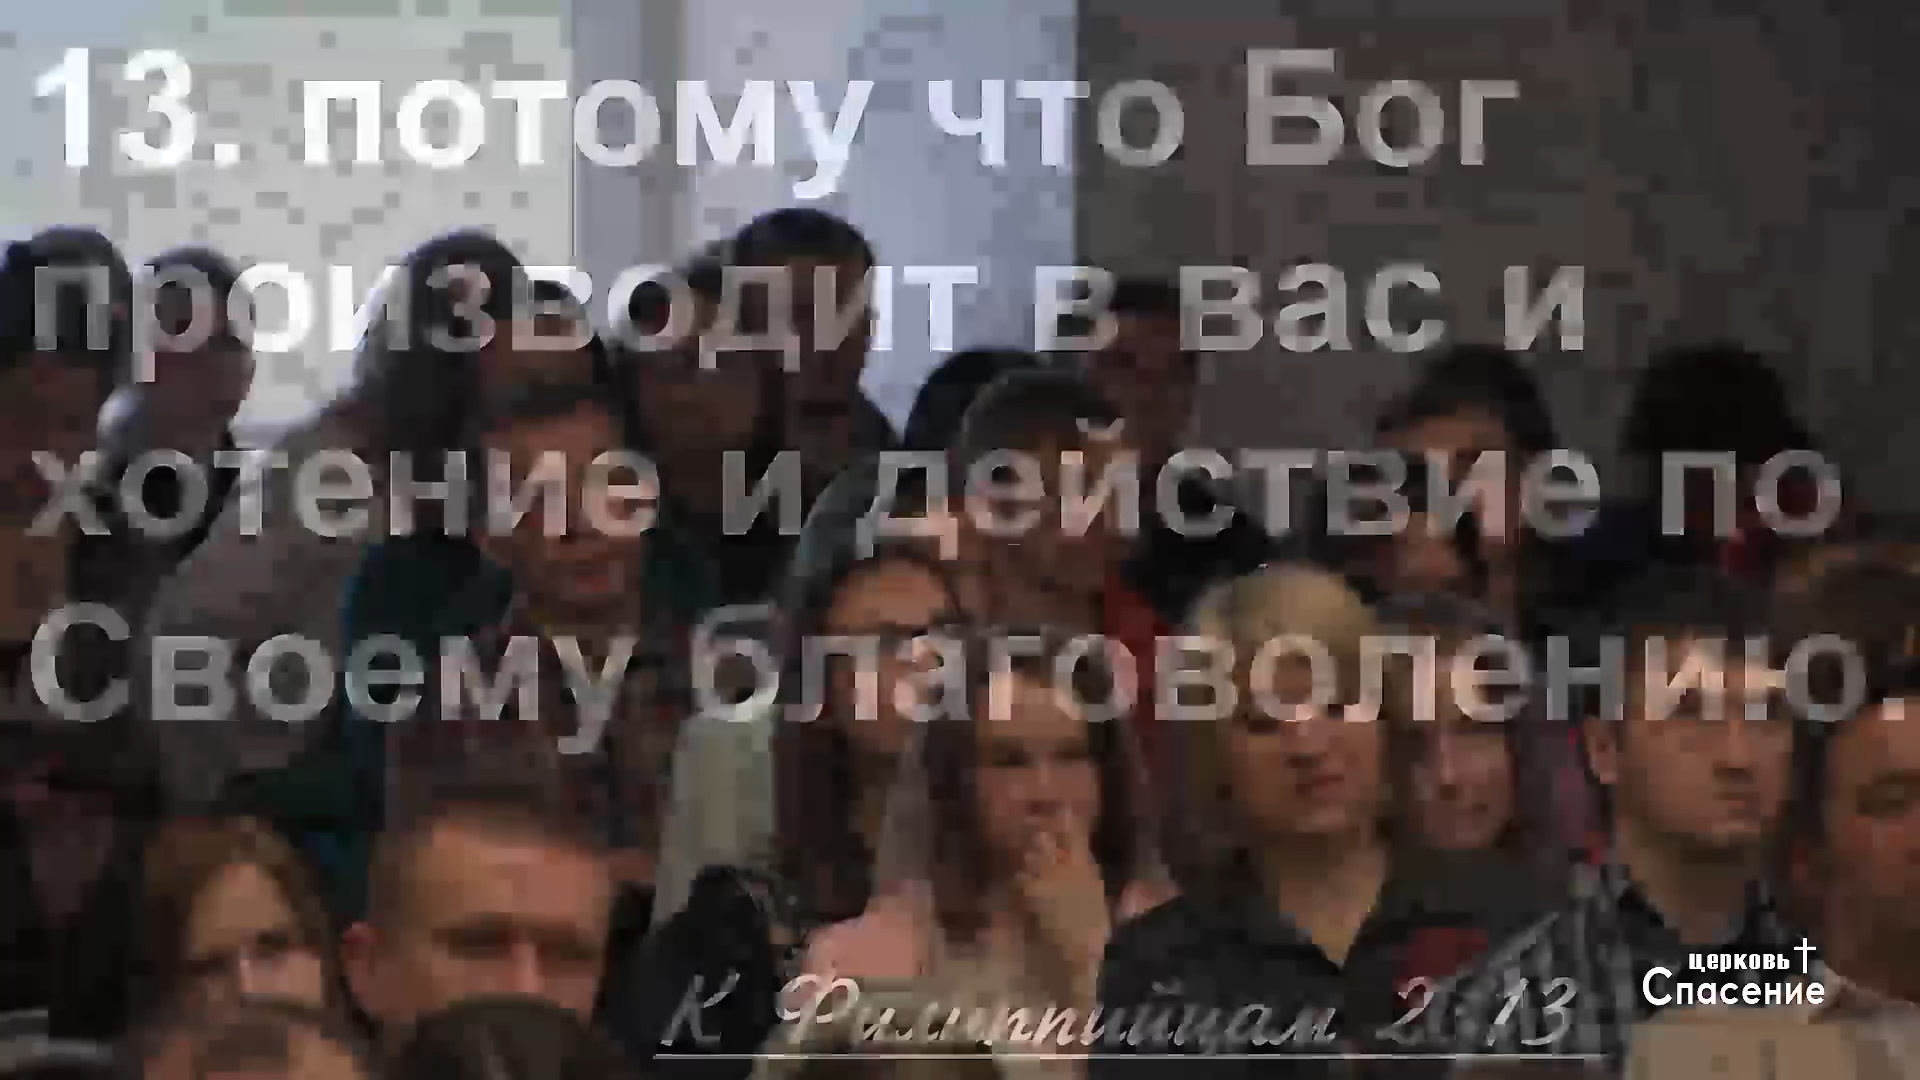 13. потому что Бог
производит в вас и
хотение и действие по
Своему благоволению.
К Филиппийцам 2:13
церковь
Спасение